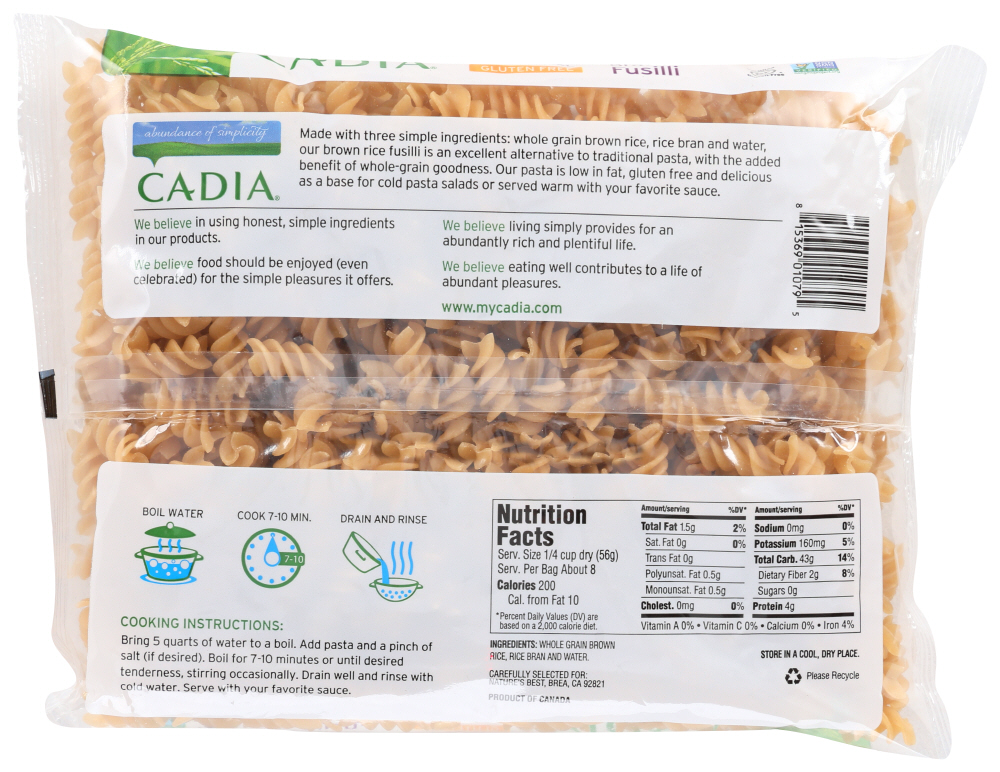 CADIA®
GLUTEN FREE
Fusilli
abundance of simplicity
CADIA®
Made with three simple ingredients: whole grain brown rice, rice bran and water,
our brown rice fusilli is an excellent alternative to traditional pasta, with the added
benefit of whole-grain goodness. Our pasta is low in fat, gluten free and delicious
as a base for cold pasta salads or served warm with your favorite sauce.
We believe in using honest, simple ingredients
in our products.
We believe food should be enjoyed (even
celebrated) for the simple pleasures it offers.
We believe living simply provides for an
abundantly rich and plentiful life.
We believe eating well contributes to a life of
abundant pleasures.
www.mycadia.com
8 15369 01079 5
BOIL WATER
COOK 7-10 MIN.
DRAIN AND RINSE
7-10
COOKING INSTRUCTIONS:
Bring 5 quarts of water to a boil. Add pasta and a pinch of
salt (if desired). Boil for 7-10 minutes or until desired
tenderness, stirring occasionally. Drain well and rinse with
cold water. Serve with your favorite sauce.
Nutrition
Facts
Serv. Size 1/4 cup dry (56g)
Serv. Per Bag About 8
Calories 200
Cal. from Fat 10
*Percent Daily Values (DV) are
based on a 2,000 calorie diet.
Amount/serving %DV*
Total Fat 1.5g 2%
Sat. Fat 0g 0%
Trans Fat 0g
Polyunsat. Fat 0.5g
Monounsat. Fat 0.5g
Cholest. 0mg 0%
Amount/serving %DV*
Sodium 0mg 0%
Potassium 160mg 5%
Total Carb. 43g 14%
Dietary Fiber 2g 8%
Sugars 0g
Protein 4g
Vitamin A 0% • Vitamin C 0% • Calcium 0% • Iron 4%
INGREDIENTS: WHOLE GRAIN BROWN
RICE, RICE BRAN AND WATER.
CAREFULLY SELECTED FOR:
NATURE'S BEST, BREA, CA 92821
PRODUCT OF CANADA
STORE IN A COOL, DRY PLACE.
Please Recycle